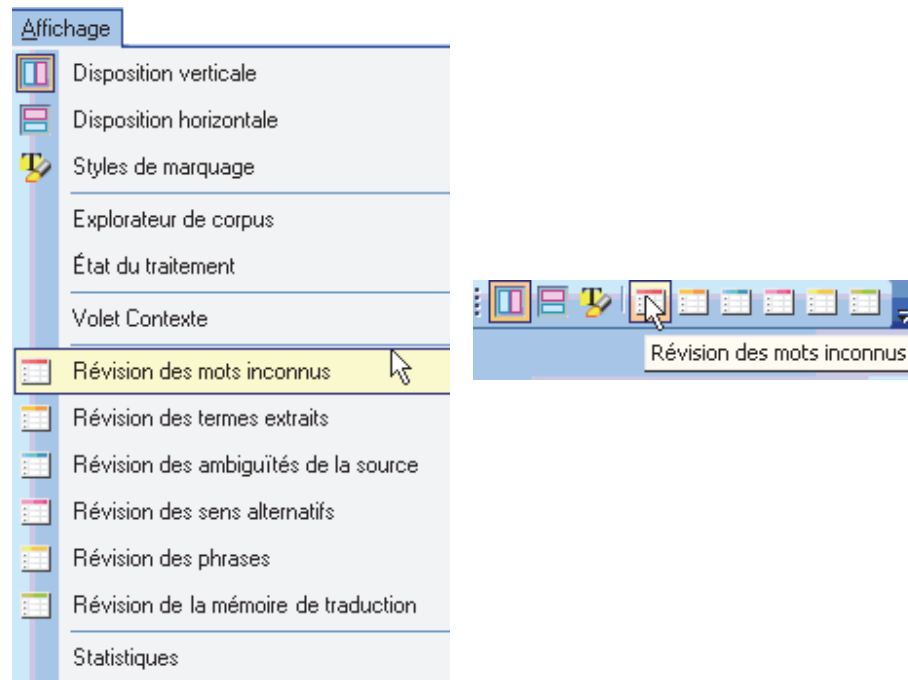 Affichage
Disposition verticale
Disposition horizontale
Styles de marquage
Explorateur de corpus
État du traitement
Volet Contexte
Révision des mots inconnus
Révision des termes extraits
Révision des ambiguïtés de la source
Révision des sens alternatifs
Révision des phrases
Révision de la mémoire de traduction
Statistiques
Révision des mots inconnus